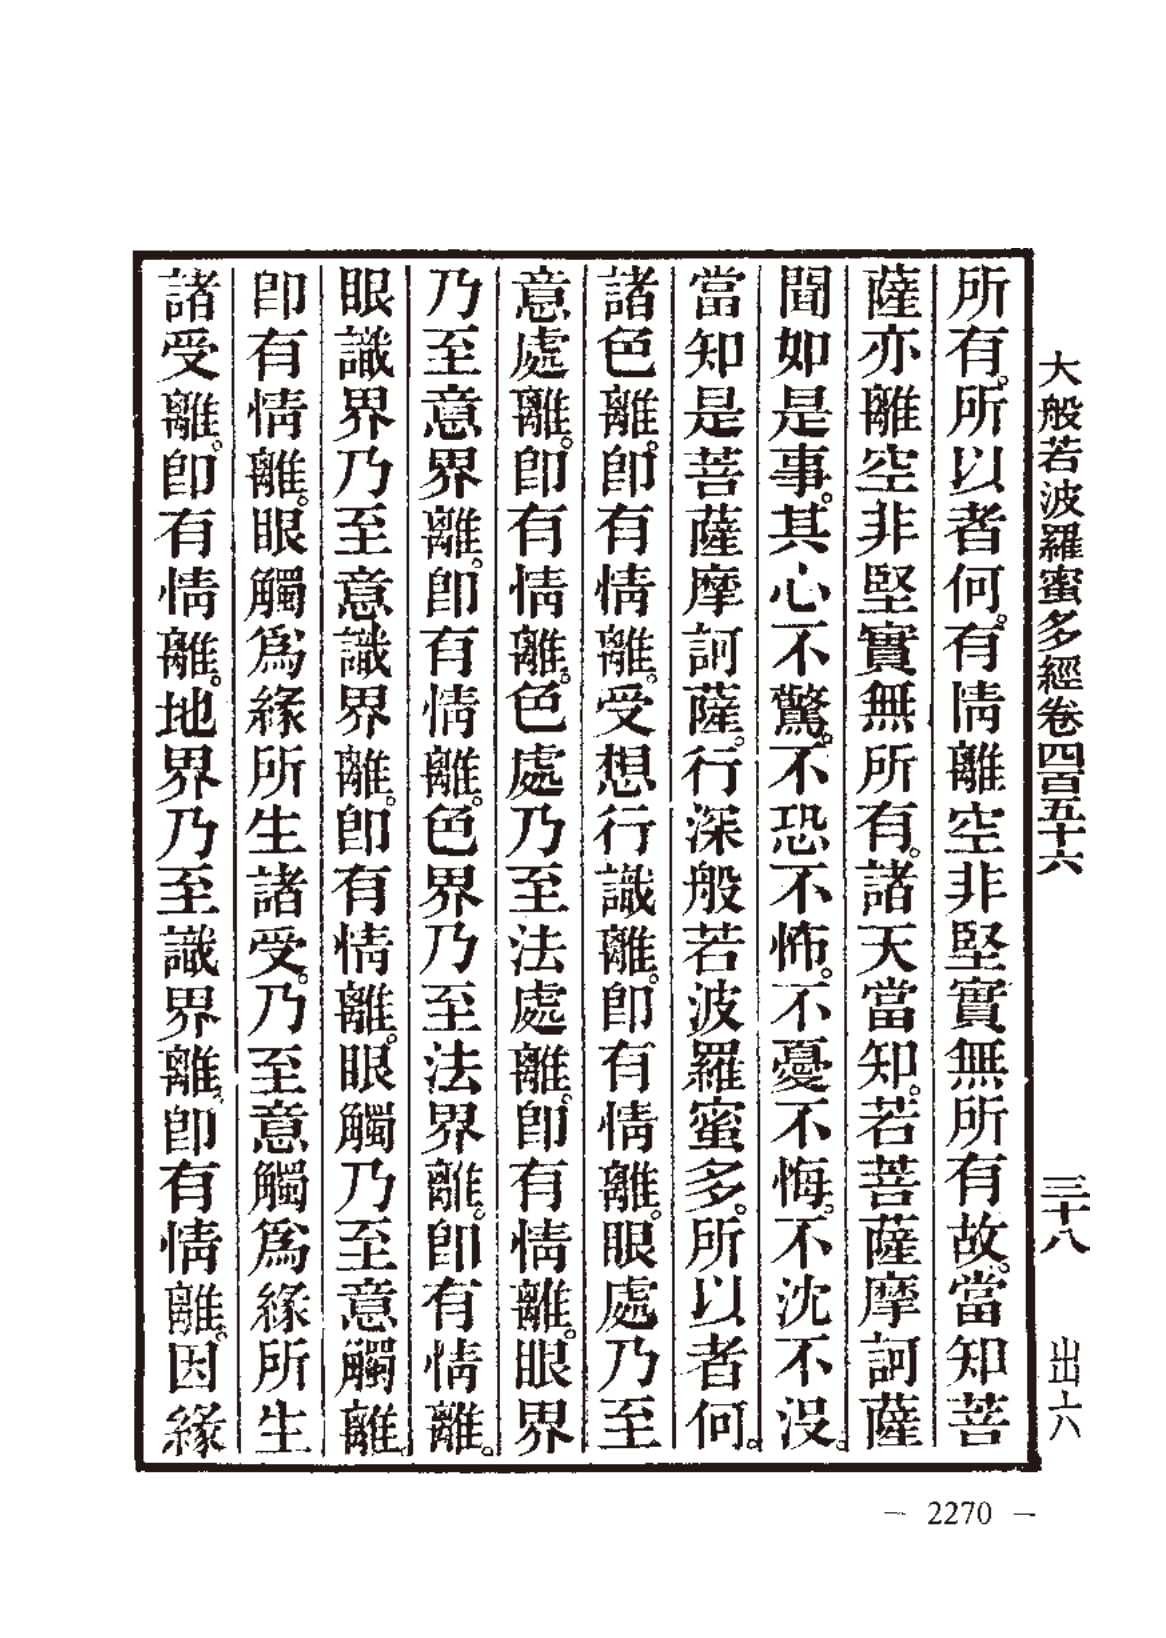 大般若波羅蜜多經卷四百五十六 三十八 出六
所有。所以者何。有情離空非堅實無所有故。當知菩
薩亦離空非堅實無所有。諸天當知。若菩薩摩訶薩
聞如是事。其心不驚。不恐不怖。不憂不悔。不沈不沒。
當知是菩薩摩訶薩。行深般若波羅蜜多。所以者何。
諸色離。卽有情離。受想行識離。卽有情離。眼處乃至
意處離。卽有情離。色處乃至法處離。卽有情離。眼界
乃至意界離。卽有情離。色界乃至法界離。卽有情離。
眼識界乃至意識界離。卽有情離。眼觸乃至意觸離。
卽有情離。眼觸爲緣所生諸受。乃至意觸爲緣所生
諸受離。卽有情離。地界乃至識界離。卽有情離。因緣
— 2270 —